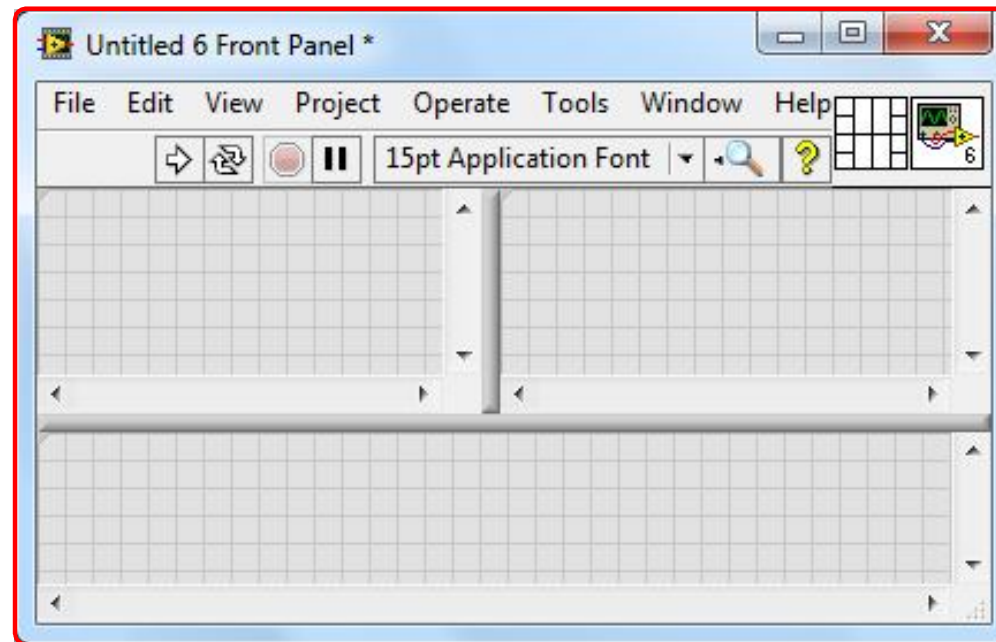 Untitled 6 Front Panel *
File Edit View Project Operate Tools Window Help
15pt Application Font
?
6